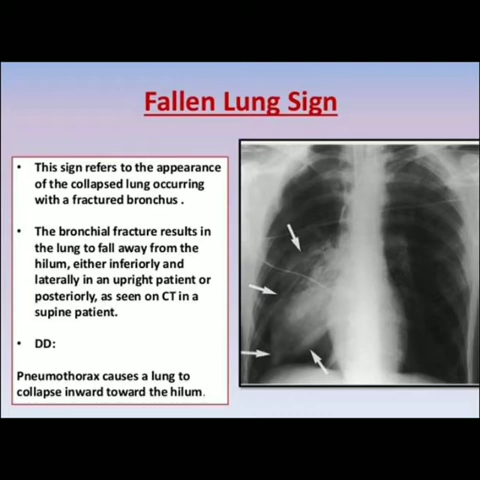 Fallen Lung Sign
• This sign refers to the appearance
of the collapsed lung occurring
with a fractured bronchus .
• The bronchial fracture results in
the lung to fall away from the
hilum, either inferiorly and
laterally in an upright patient or
posteriorly, as seen on CT in a
supine patient.
• DD:
Pneumothorax causes a lung to
collapse inward toward the hilum.